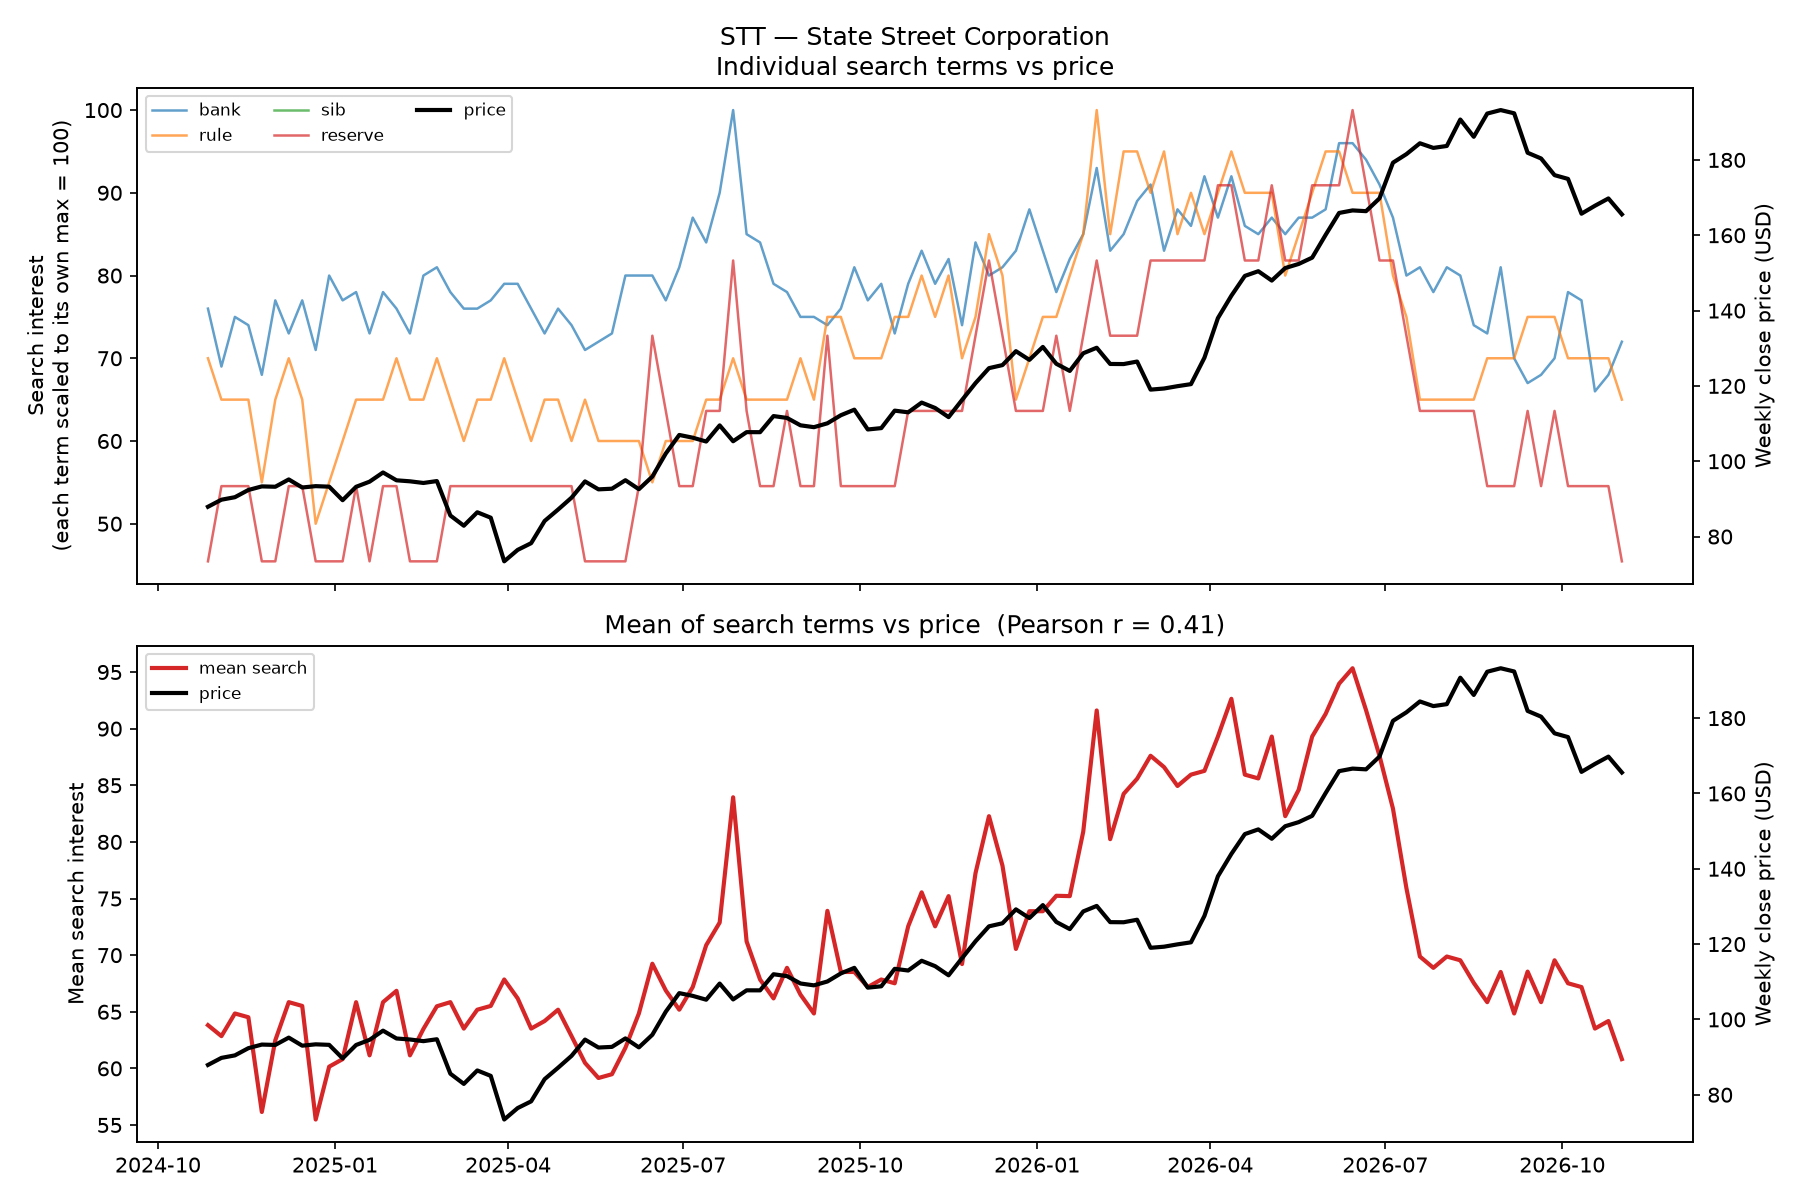 STT — State Street Corporation
Individual search terms vs price
bank
rule
sib
reserve
price
100
90
80
70
60
50
Search interest
(each term scaled to its own max = 100)
180
160
140
120
100
80
Weekly close price (USD)
Mean of search terms vs price  (Pearson r = 0.41)
mean search
price
95
90
85
80
75
70
65
60
55
Mean search interest
180
160
140
120
100
80
Weekly close price (USD)
2024-10
2025-01
2025-04
2025-07
2025-10
2026-01
2026-04
2026-07
2026-10